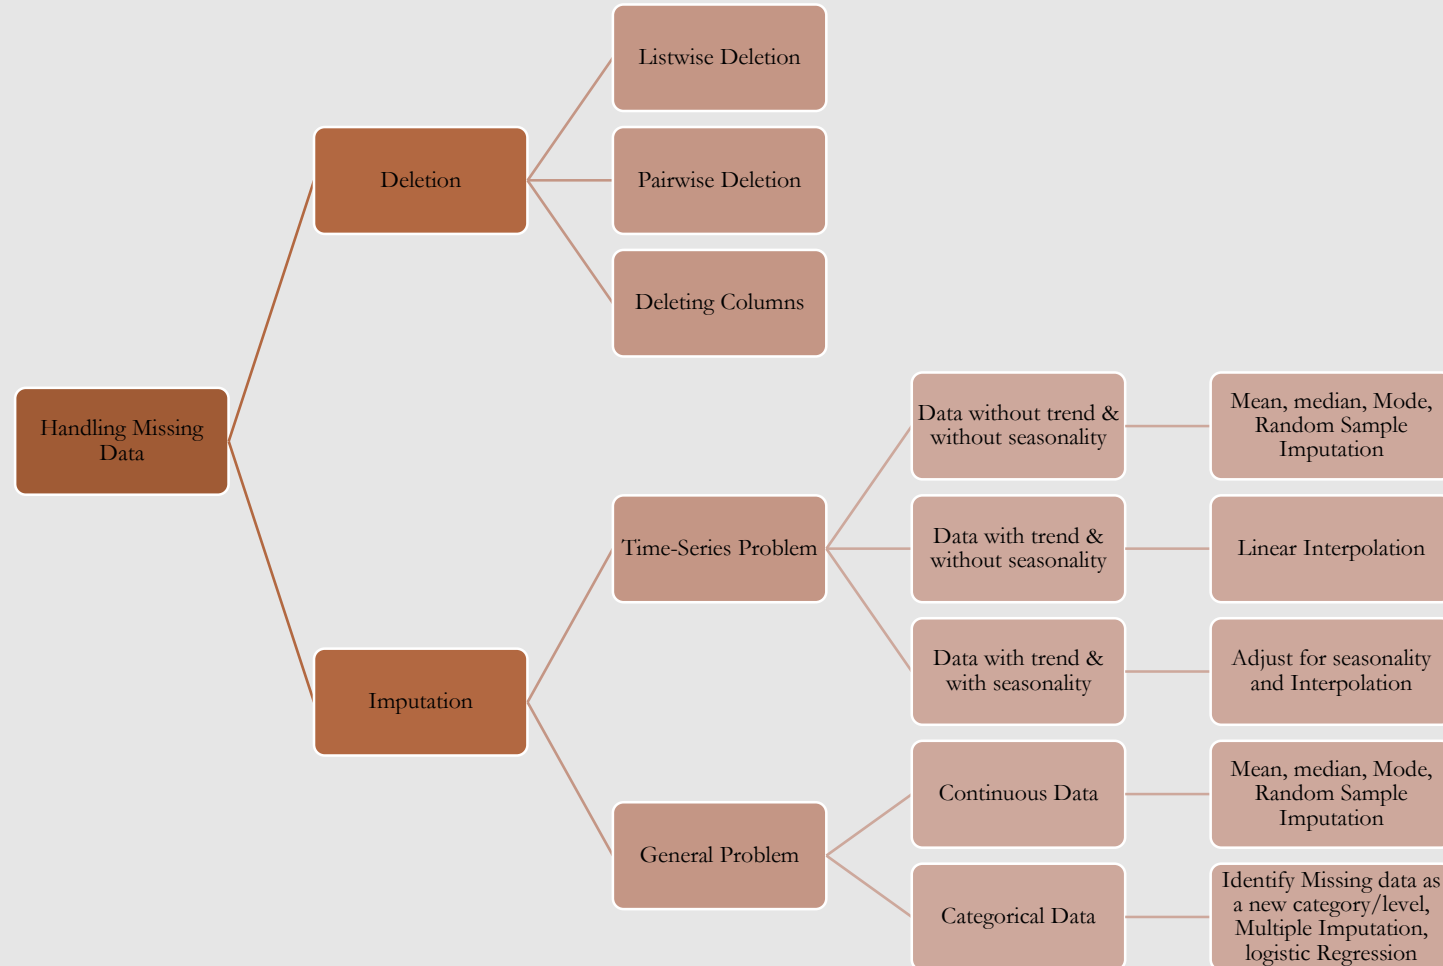 Listwise Deletion
Deletion
Pairwise Deletion
Deleting Columns
Handling Missing
Data
Data without trend &
without seasonality
Mean, median, Mode,
Random Sample
Imputation
Time-Series Problem
Data with trend &
without seasonality
Linear Interpolation
Data with trend &
with seasonality
Adjust for seasonality
and Interpolation
Imputation
Continuous Data
Mean, median, Mode,
Random Sample
Imputation
General Problem
Categorical Data
Identify Missing data as
a new category/level,
Multiple Imputation,
logistic Regression